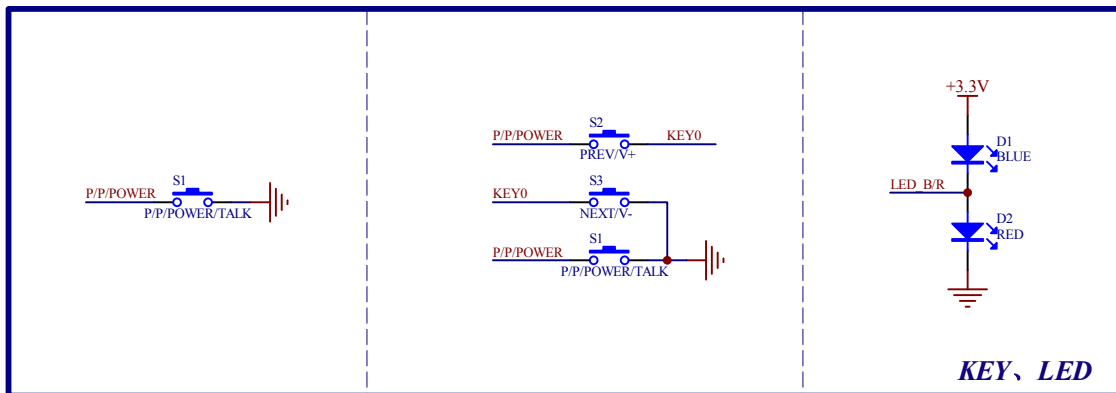 P/P/POWER
S1
P/P/POWER/TALK
P/P/POWER
S2
KEY0
PREV/V+
KEY0
S3
NEXT/V-
P/P/POWER
S1
P/P/POWER/TALK
+3.3V
D1
BLUE
LED_B/R
D2
RED
KEY、LED